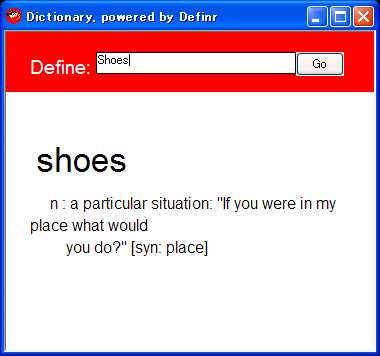 Dictionary, powered by Definr
Define: Shoes Go
shoes
n : a particular situation: "If you were in my
place what would
you do?" [syn: place]